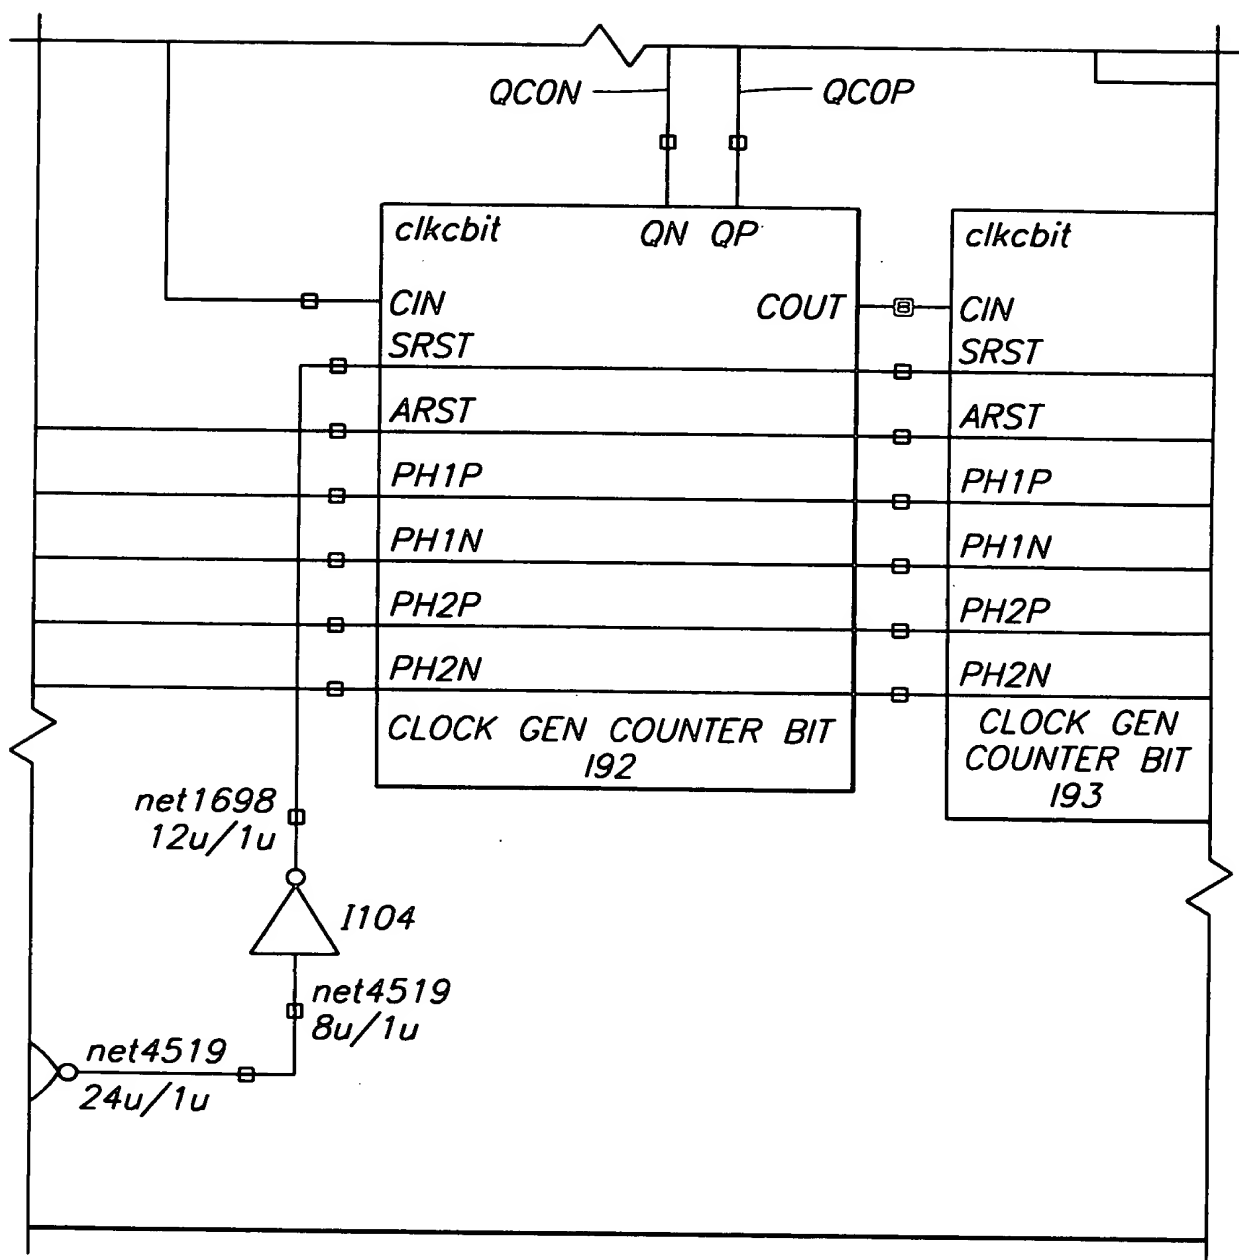 QC0N
QC0P
clkcbit
QN QP
clkcbit
CIN
COUT
CIN
SRST
SRST
ARST
ARST
PH1P
PH1P
PH1N
PH1N
PH2P
PH2P
PH2N
PH2N
CLOCK GEN COUNTER BIT
I92
CLOCK GEN
COUNTER BIT
I93
net1698
12u/1u
I104
net4519
8u/1u
net4519
24u/1u